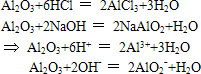 Al₂O₃+6HCl = 2AlCl₃+3H₂O
Al₂O₃+2NaOH = 2NaAlO₂+H₂O
⇒ Al₂O₃+6H⁺ = 2Al³⁺+3H₂O
Al₂O₃+2OH⁻ = 2AlO₂⁻+H₂O